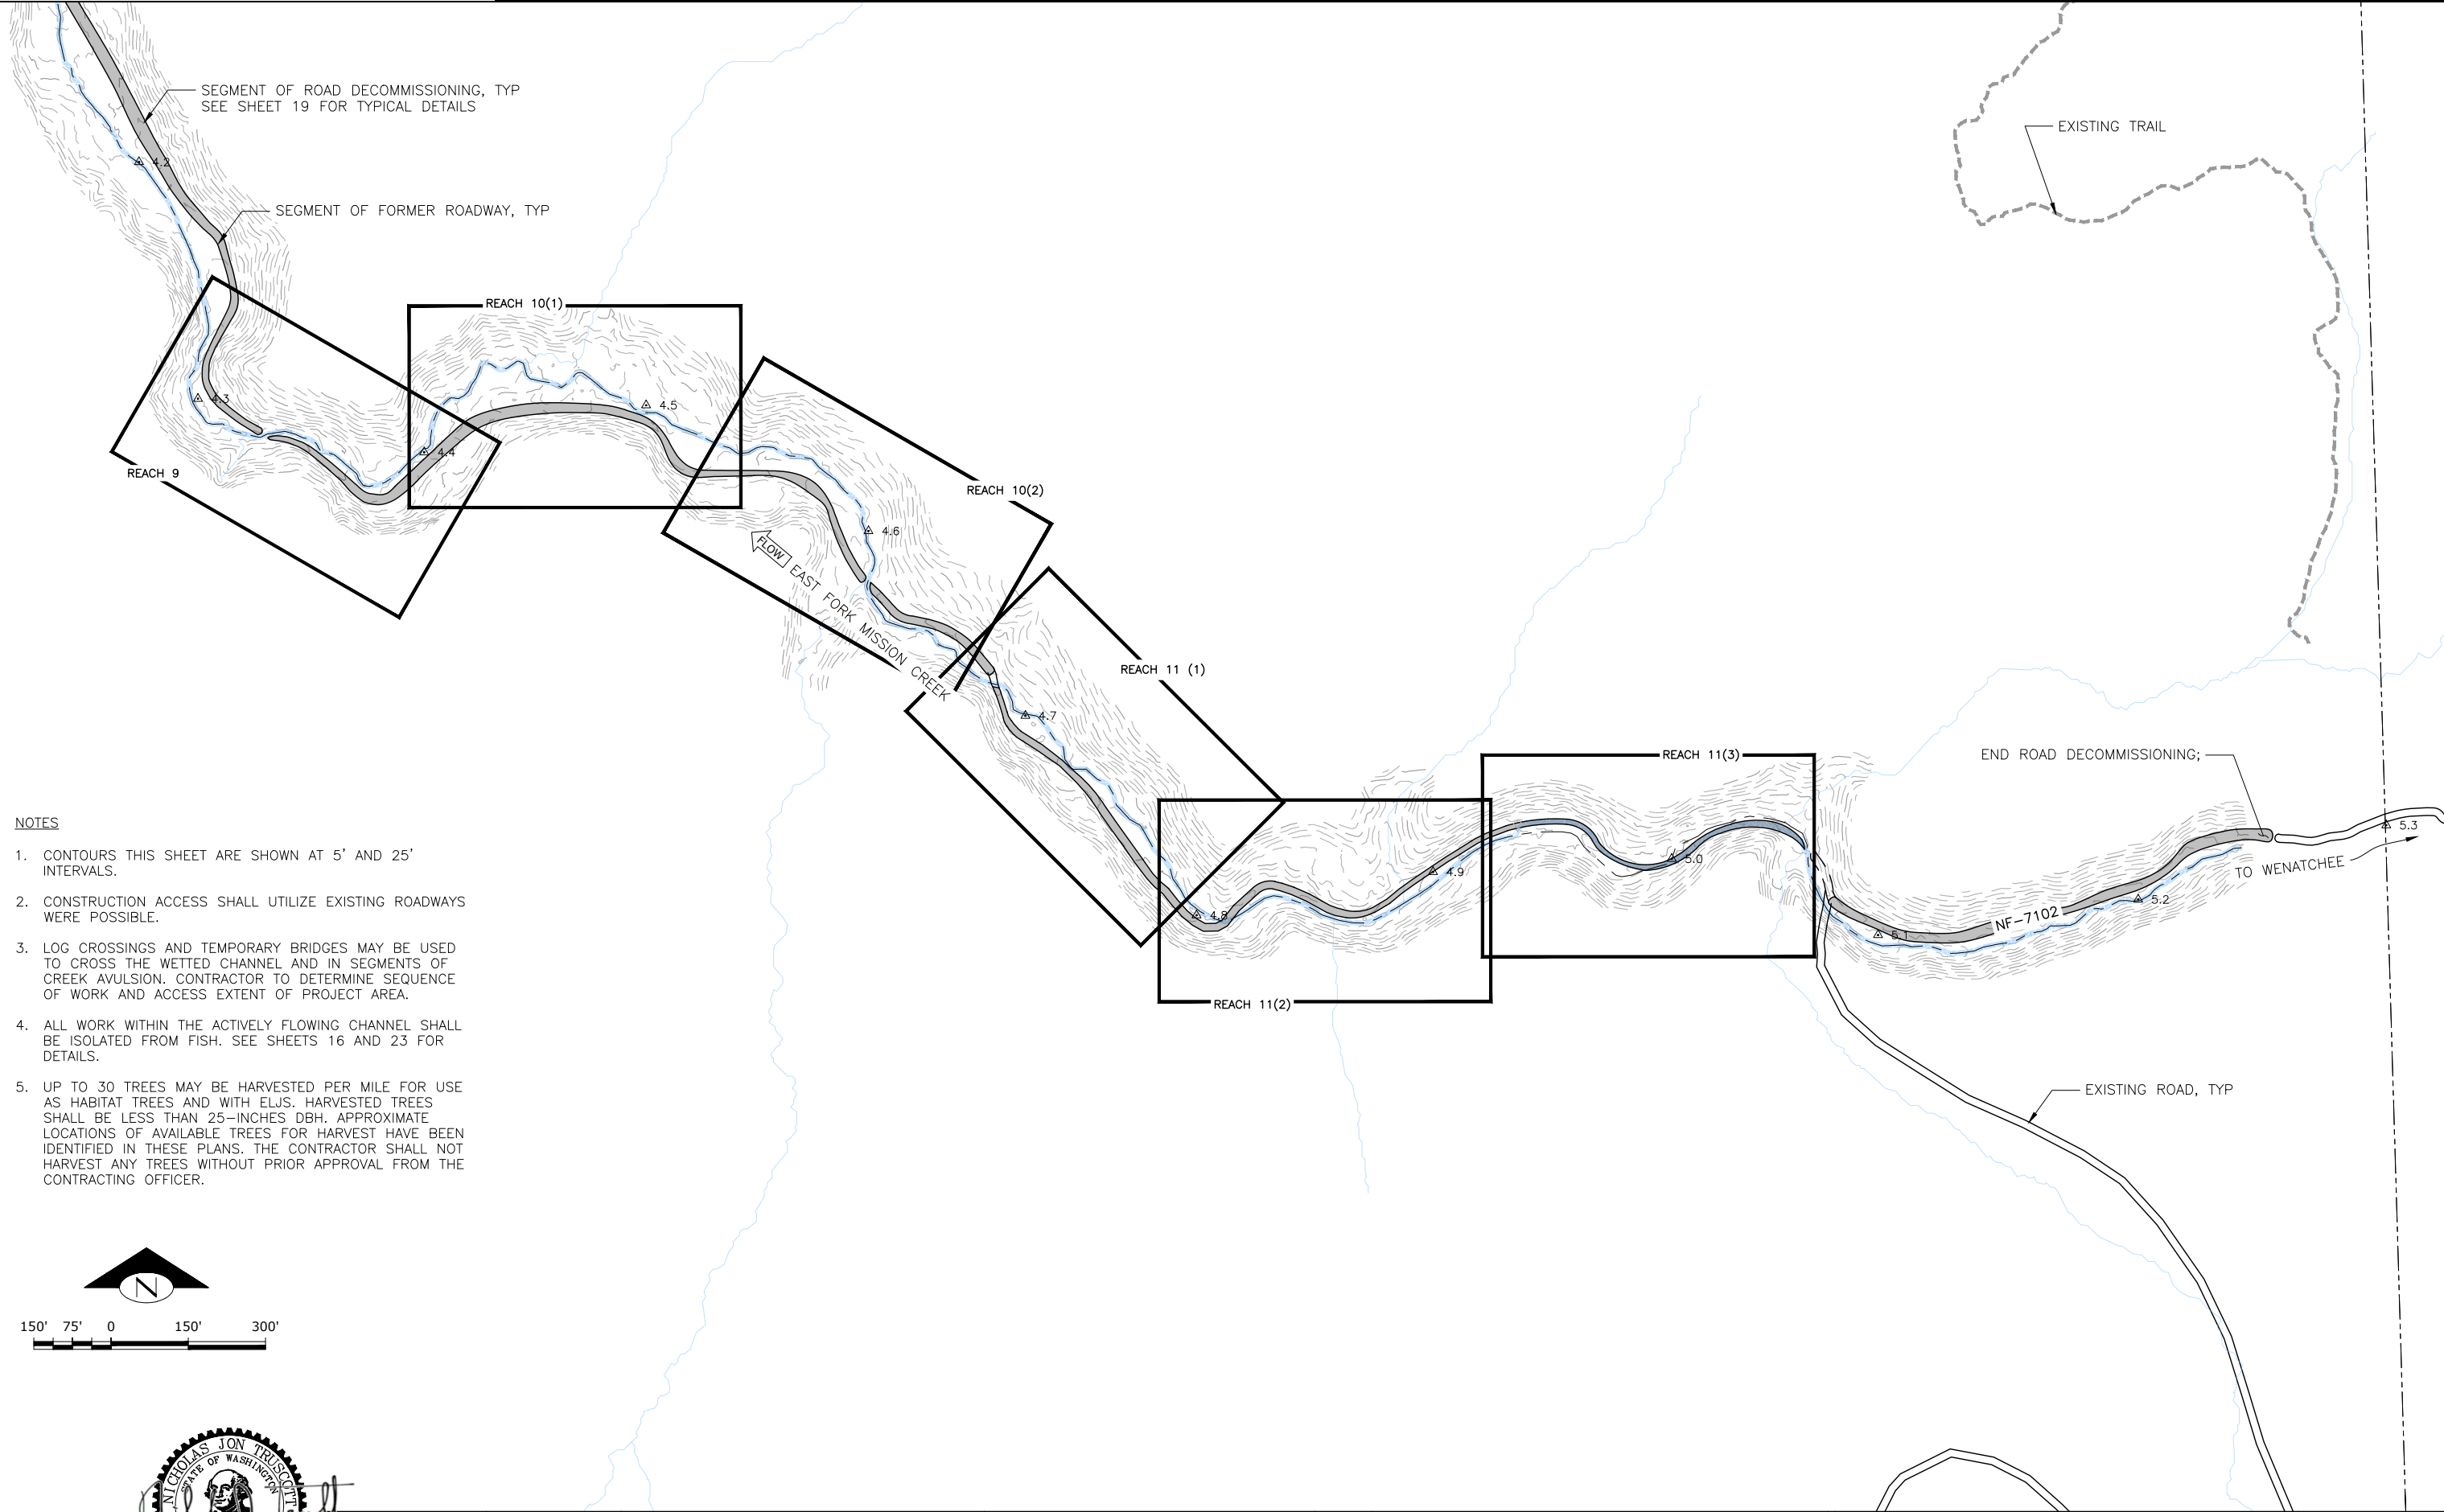 SEGMENT OF ROAD DECOMMISSIONING, TYP
SEE SHEET 19 FOR TYPICAL DETAILS
EXISTING TRAIL
4.2
SEGMENT OF FORMER ROADWAY, TYP
REACH 10(1)
4.3
4.5
4.4
REACH 9
REACH 10(2)
4.6
FLOW
EAST FORK MISSION CREEK
REACH 11 (1)
4.7
REACH 11(3)
END ROAD DECOMMISSIONING;
5.3
TO WENATCHEE
5.0
4.9
4.8
5.2
NF-7102
5.1
REACH 11(2)
EXISTING ROAD, TYP
NOTES
1. CONTOURS THIS SHEET ARE SHOWN AT 5' AND 25'
INTERVALS.
2. CONSTRUCTION ACCESS SHALL UTILIZE EXISTING ROADWAYS
WERE POSSIBLE.
3. LOG CROSSINGS AND TEMPORARY BRIDGES MAY BE USED
TO CROSS THE WETTED CHANNEL AND IN SEGMENTS OF
CREEK AVULSION. CONTRACTOR TO DETERMINE SEQUENCE
OF WORK AND ACCESS EXTENT OF PROJECT AREA.
4. ALL WORK WITHIN THE ACTIVELY FLOWING CHANNEL SHALL
BE ISOLATED FROM FISH. SEE SHEETS 16 AND 23 FOR
DETAILS.
5. UP TO 30 TREES MAY BE HARVESTED PER MILE FOR USE
AS HABITAT TREES AND WITH ELJS. HARVESTED TREES
SHALL BE LESS THAN 25-INCHES DBH. APPROXIMATE
LOCATIONS OF AVAILABLE TREES FOR HARVEST HAVE BEEN
IDENTIFIED IN THESE PLANS. THE CONTRACTOR SHALL NOT
HARVEST ANY TREES WITHOUT PRIOR APPROVAL FROM THE
CONTRACTING OFFICER.
N
150' 75' 0 150' 300'
NICHOLAS JON TRUSCOTT
STATE OF WASHINGTON